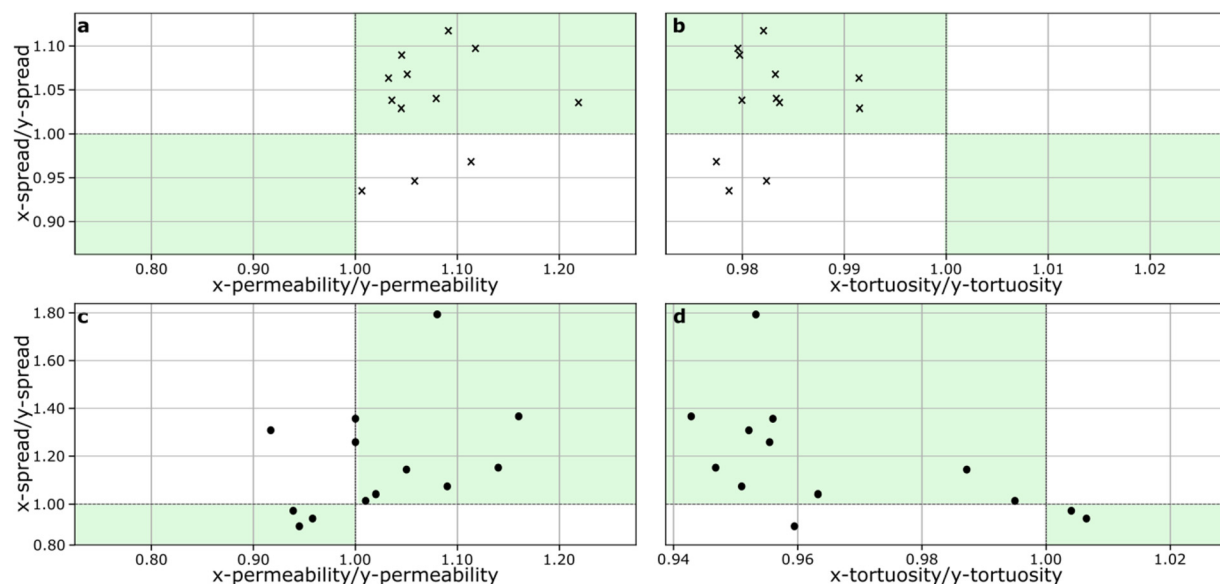 a
x-spread/y-spread
1.10
1.05
1.00
0.95
0.90
0.80 0.90 1.00 1.10 1.20
x-permeability/y-permeability
b
0.98 0.99 1.00 1.01 1.02
x-tortuosity/y-tortuosity
c
x-spread/y-spread
1.80
1.60
1.40
1.20
1.00
0.80
0.80 0.90 1.00 1.10 1.20
x-permeability/y-permeability
d
0.94 0.96 0.98 1.00 1.02
x-tortuosity/y-tortuosity